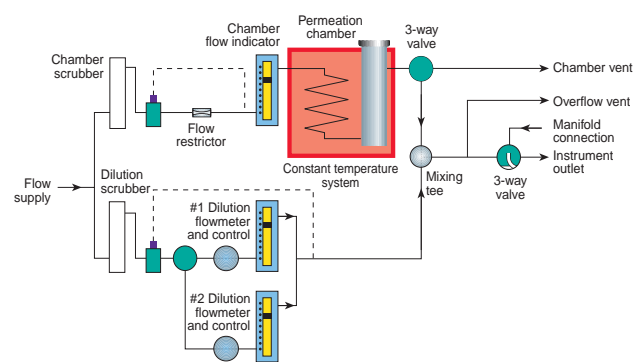 Chamber
flow indicator
Permeation
chamber
3-way
valve
Chamber
scrubber
Chamber vent
Overflow vent
Manifold
connection
Flow
restrictor
Instrument
outlet
Constant temperature
system
Mixing
tee
3-way
valve
Flow
supply
Dilution
scrubber
#1 Dilution
flowmeter
and control
#2 Dilution
flowmeter
and control